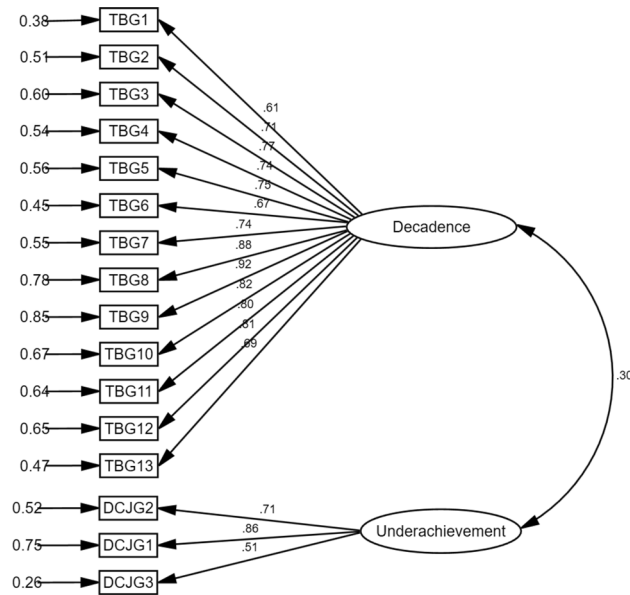 0.38 TBG1
0.51 TBG2
0.60 TBG3
0.54 TBG4
0.56 TBG5
0.45 TBG6
0.55 TBG7
0.78 TBG8
0.85 TBG9
0.67 TBG10
0.64 TBG11
0.65 TBG12
0.47 TBG13
.61
.71
.77
.74
.75
.67
.74
.88
.92
.82
.80
.81
.69
Decadence
.30
0.52 DCJG2
0.75 DCJG1
0.26 DCJG3
.71
.86
.51
Underachievement